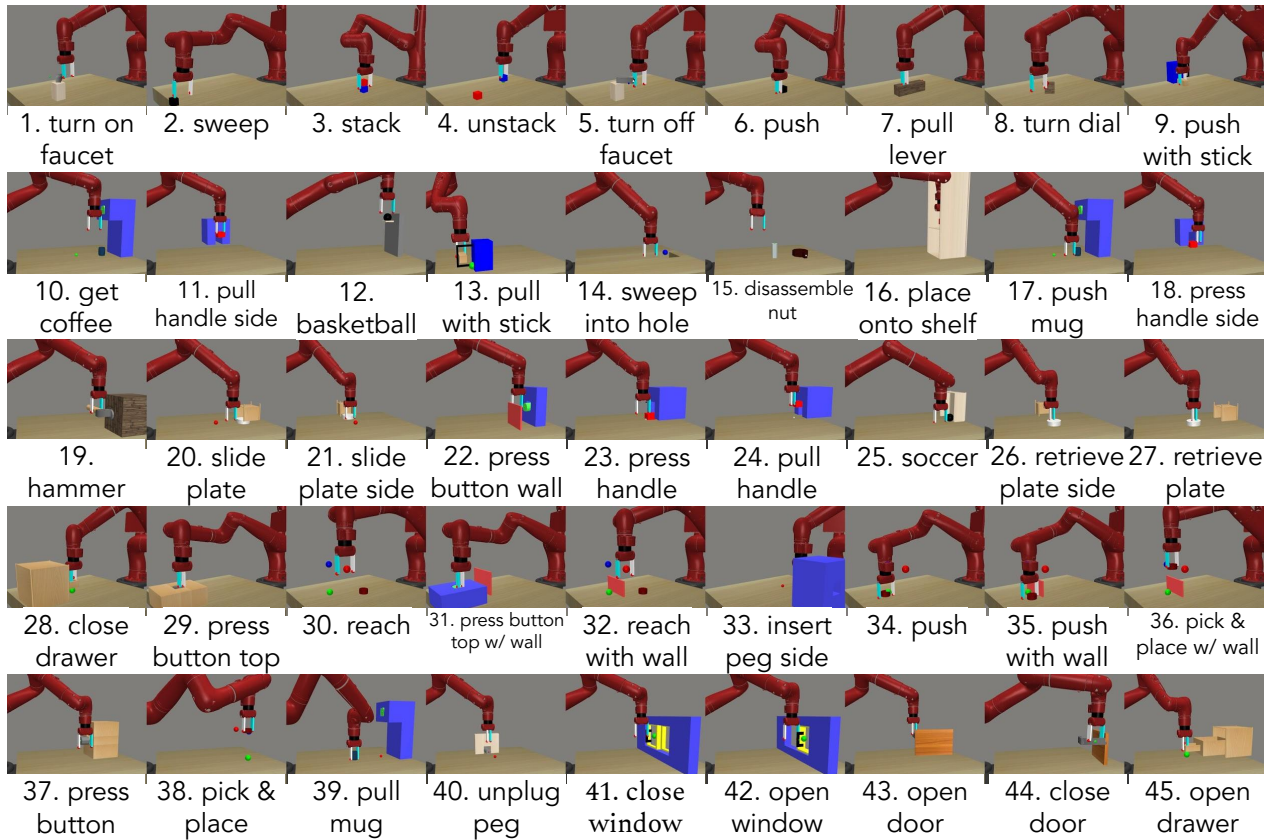 1. turn on
faucet
2. sweep
3. stack
4. unstack
5. turn off
faucet
6. push
7. pull
lever
8. turn dial
9. push
with stick
10. get
coffee
11. pull
handle side
12.
basketball
13. pull
with stick
14. sweep
into hole
15. disassemble
nut
16. place
onto shelf
17. push
mug
18. press
handle side
19.
hammer
20. slide
plate
21. slide
plate side
22. press
button wall
23. press
handle
24. pull
handle
25. soccer
26. retrieve
plate side
27. retrieve
plate
28. close
drawer
29. press
button top
30. reach
31. press button
top w/ wall
32. reach
with wall
33. insert
peg side
34. push
35. push
with wall
36. pick &
place w/ wall
37. press
button
38. pick &
place
39. pull
mug
40. unplug
peg
41. close
window
42. open
window
43. open
door
44. close
door
45. open
drawer